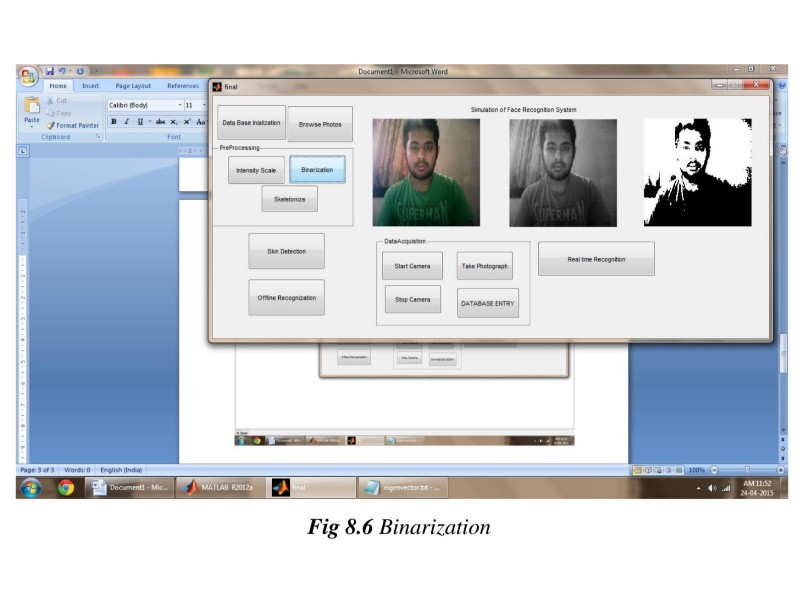 Document1 - Microsoft Word
Home Insert Page Layout References
Cut
Copy
Paste
Format Painter
Clipboard
Calibri (Body) 11
B I U abc X, X' Aa
Font
final
Simulation of Face Recognition System
Data Base Inialization Browse Photos
PreProcessing
Intensity Scale Binarization
Skeletonize
SUPERMAN SUPERMAN
Skin Detection
Offline Recognization
DataAcquistion
Start Camera Take Photograph
Stop Camera DATABASE ENTRY
Real time Recognition
Page: 3 of 3 Words: 0 English (India) 100%
Document1 - Mic... MATLAB R2012a final eigenvector.txt - ...
AM 11:52
24-04-2015
Fig 8.6 Binarization